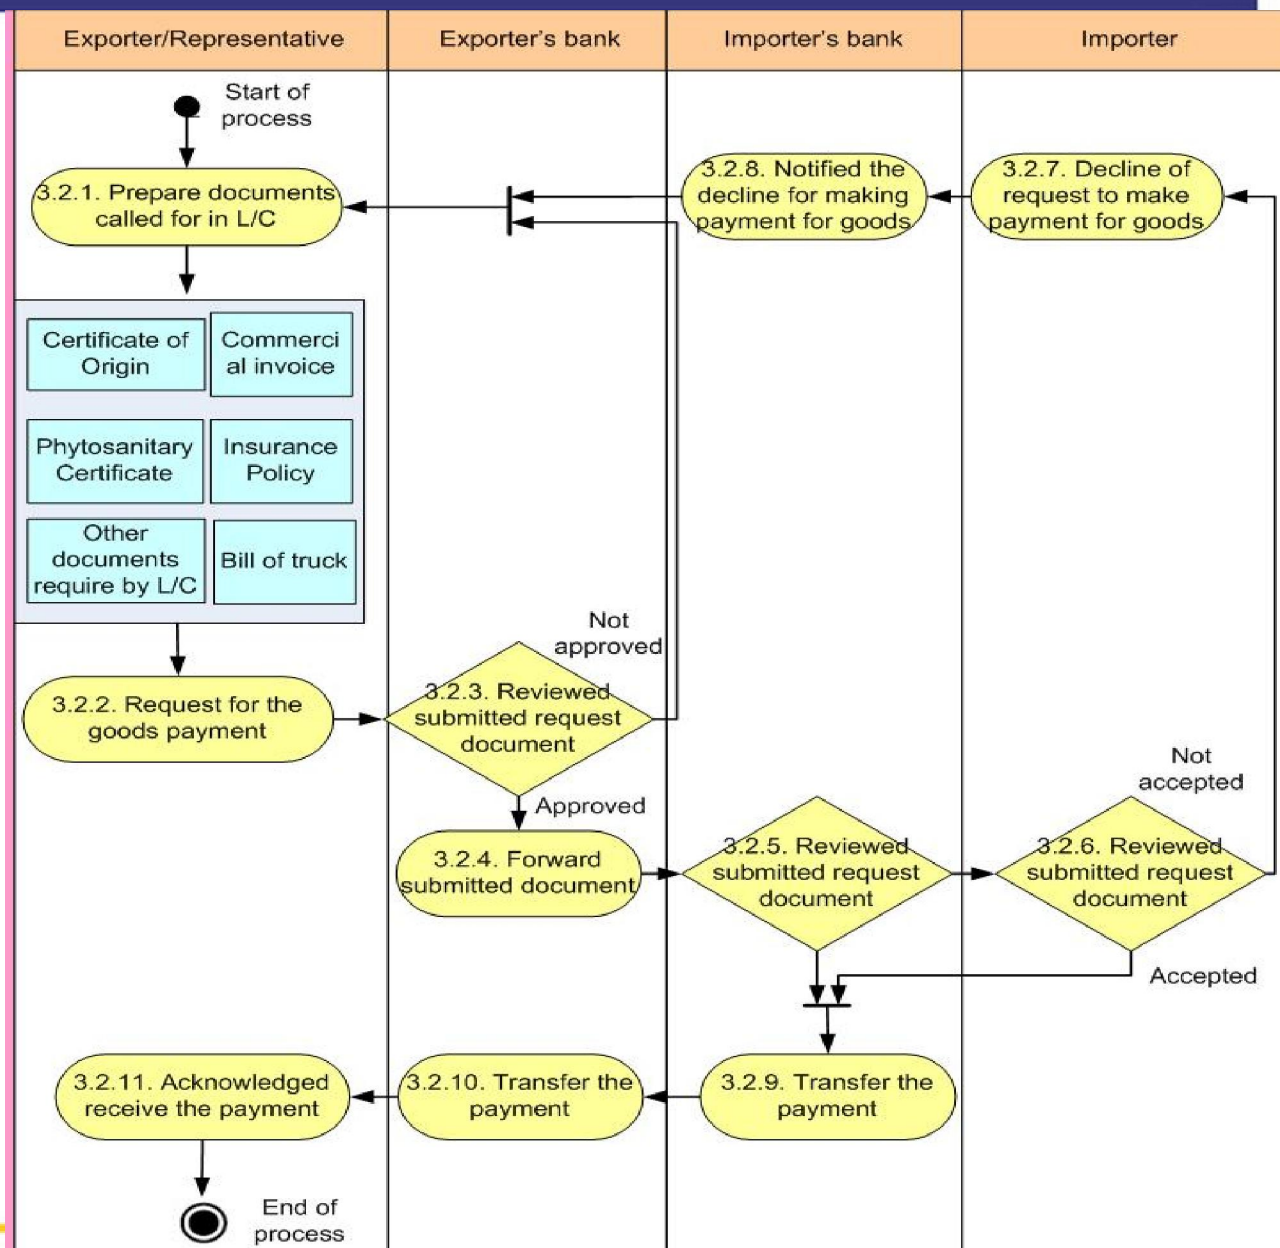 Exporter/Representative
Exporter's bank
Importer's bank
Importer
Start of
process
3.2.1. Prepare documents
called for in L/C
3.2.8. Notified the
decline for making
payment for goods
3.2.7. Decline of
request to make
payment for goods
Certificate of
Origin
Commerci
al invoice
Phytosanitary
Certificate
Insurance
Policy
Other
documents
require by L/C
Bill of truck
Not
approved
3.2.2. Request for the
goods payment
3.2.3. Reviewed
submitted request
document
Approved
3.2.4. Forward
submitted document
3.2.5. Reviewed
submitted request
document
Not
accepted
3.2.6. Reviewed
submitted request
document
Accepted
3.2.11. Acknowledged
receive the payment
3.2.10. Transfer the
payment
3.2.9. Transfer the
payment
End of
process